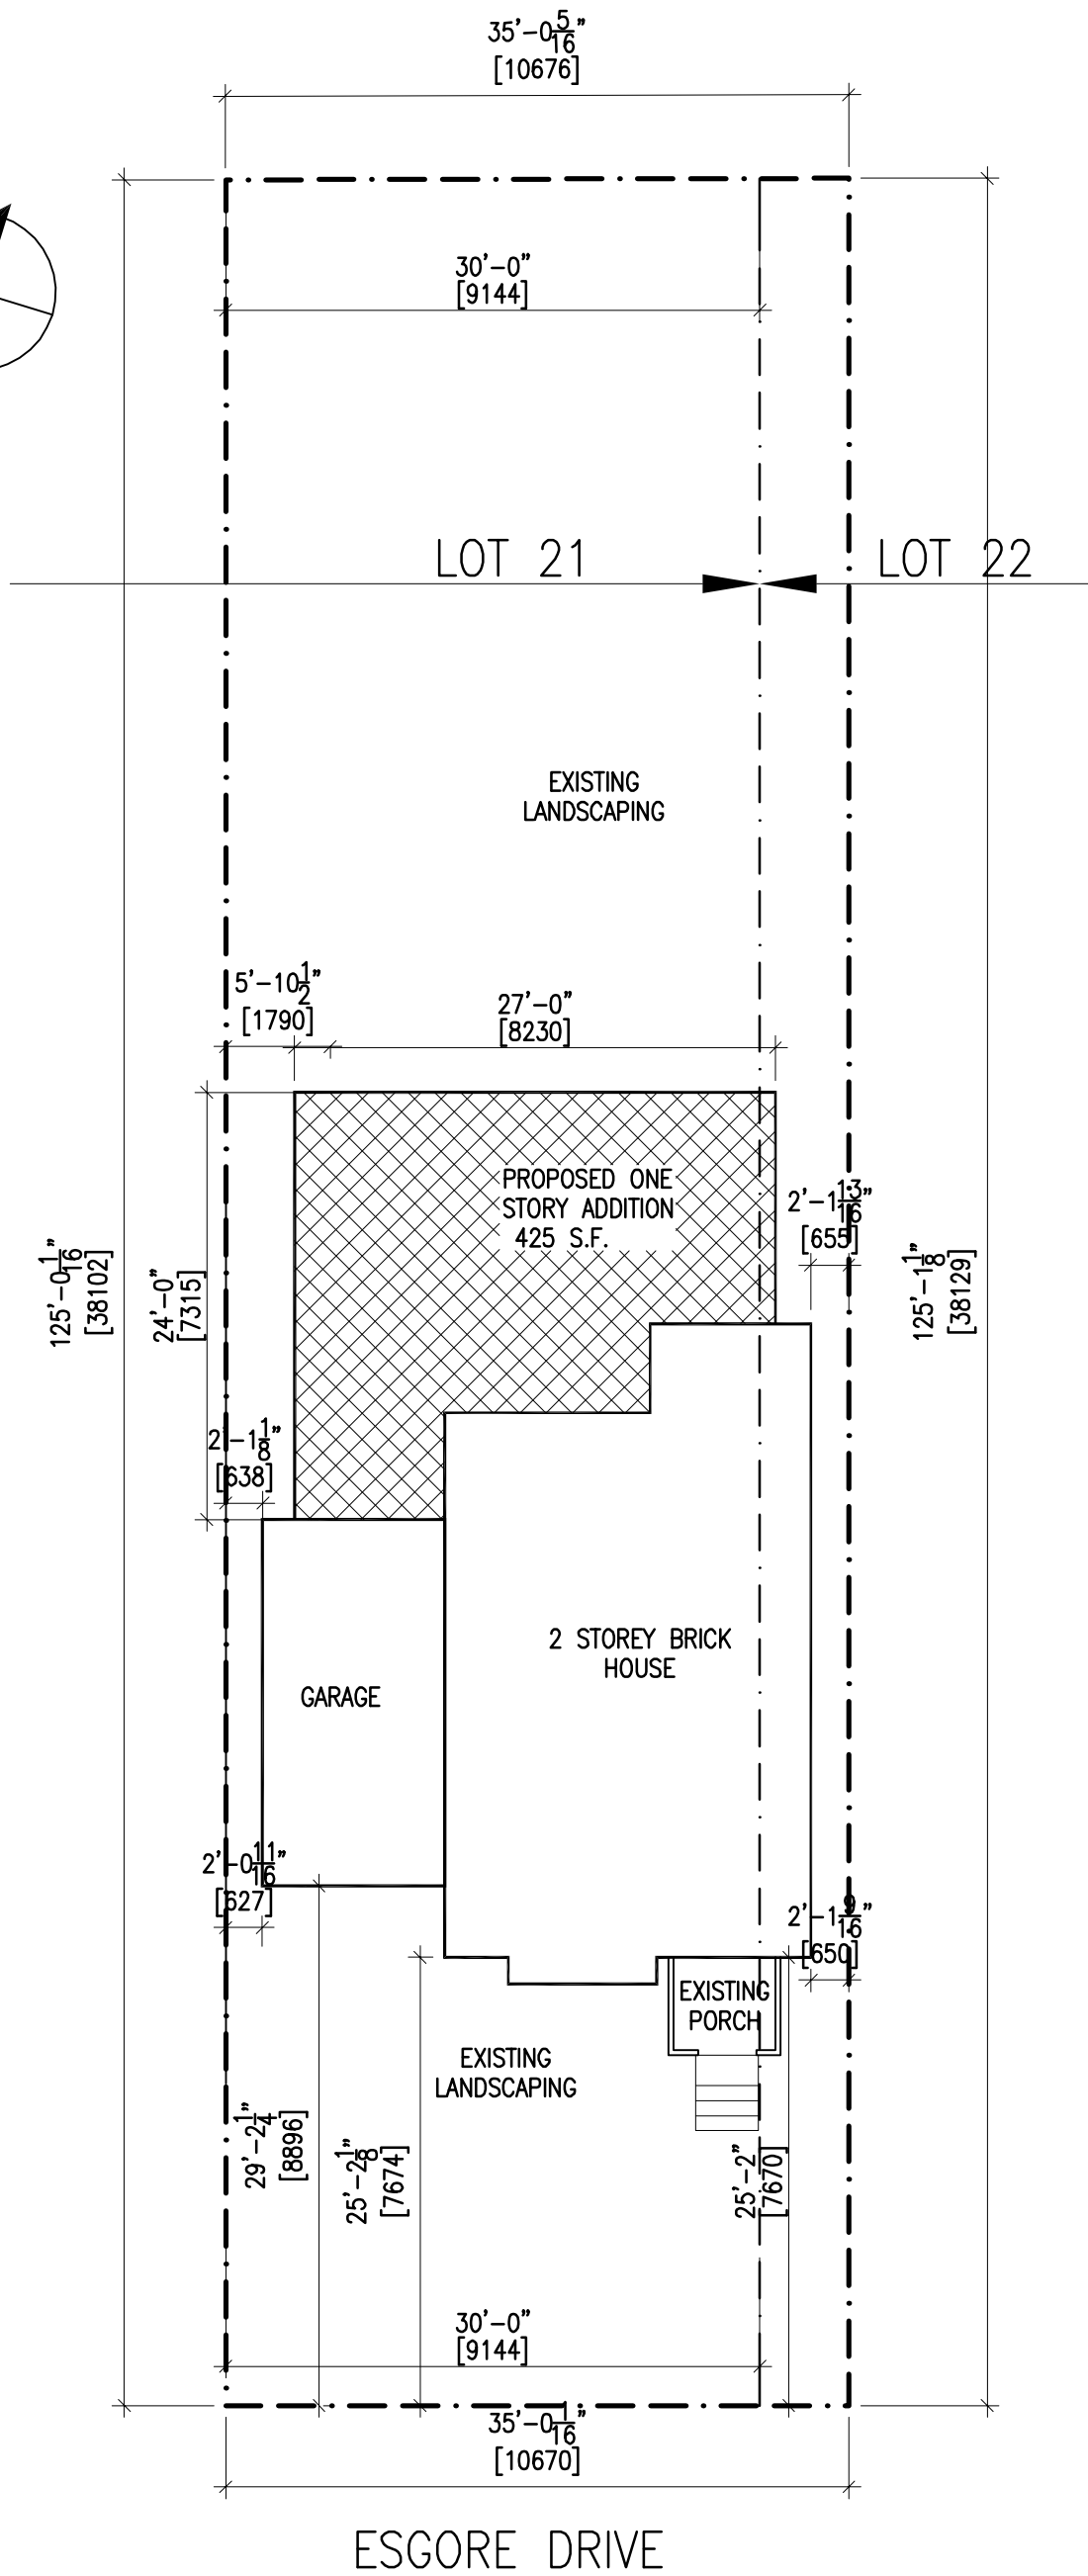 35'-0 5/16"
[10676]
30'-0"
[9144]
LOT 21
LOT 22
EXISTING
LANDSCAPING
5'-10 1/2"
[1790]
27'-0"
[8230]
PROPOSED ONE
STORY ADDITION
425 S.F.
2'-1 13/16"
[655]
125'-0 1/16"
[38102]
24'-0"
[7315]
125'-1 1/8"
[38129]
2'-1 1/8"
[638]
2 STOREY BRICK
HOUSE
GARAGE
2'-0 11/16"
[627]
2'-1 9/16"
[650]
EXISTING
PORCH
EXISTING
LANDSCAPING
29'-2 1/4"
[8896]
25'-2 1/8"
[7674]
25'-2"
[7670]
30'-0"
[9144]
35'-0 1/16"
[10670]
ESGORE DRIVE